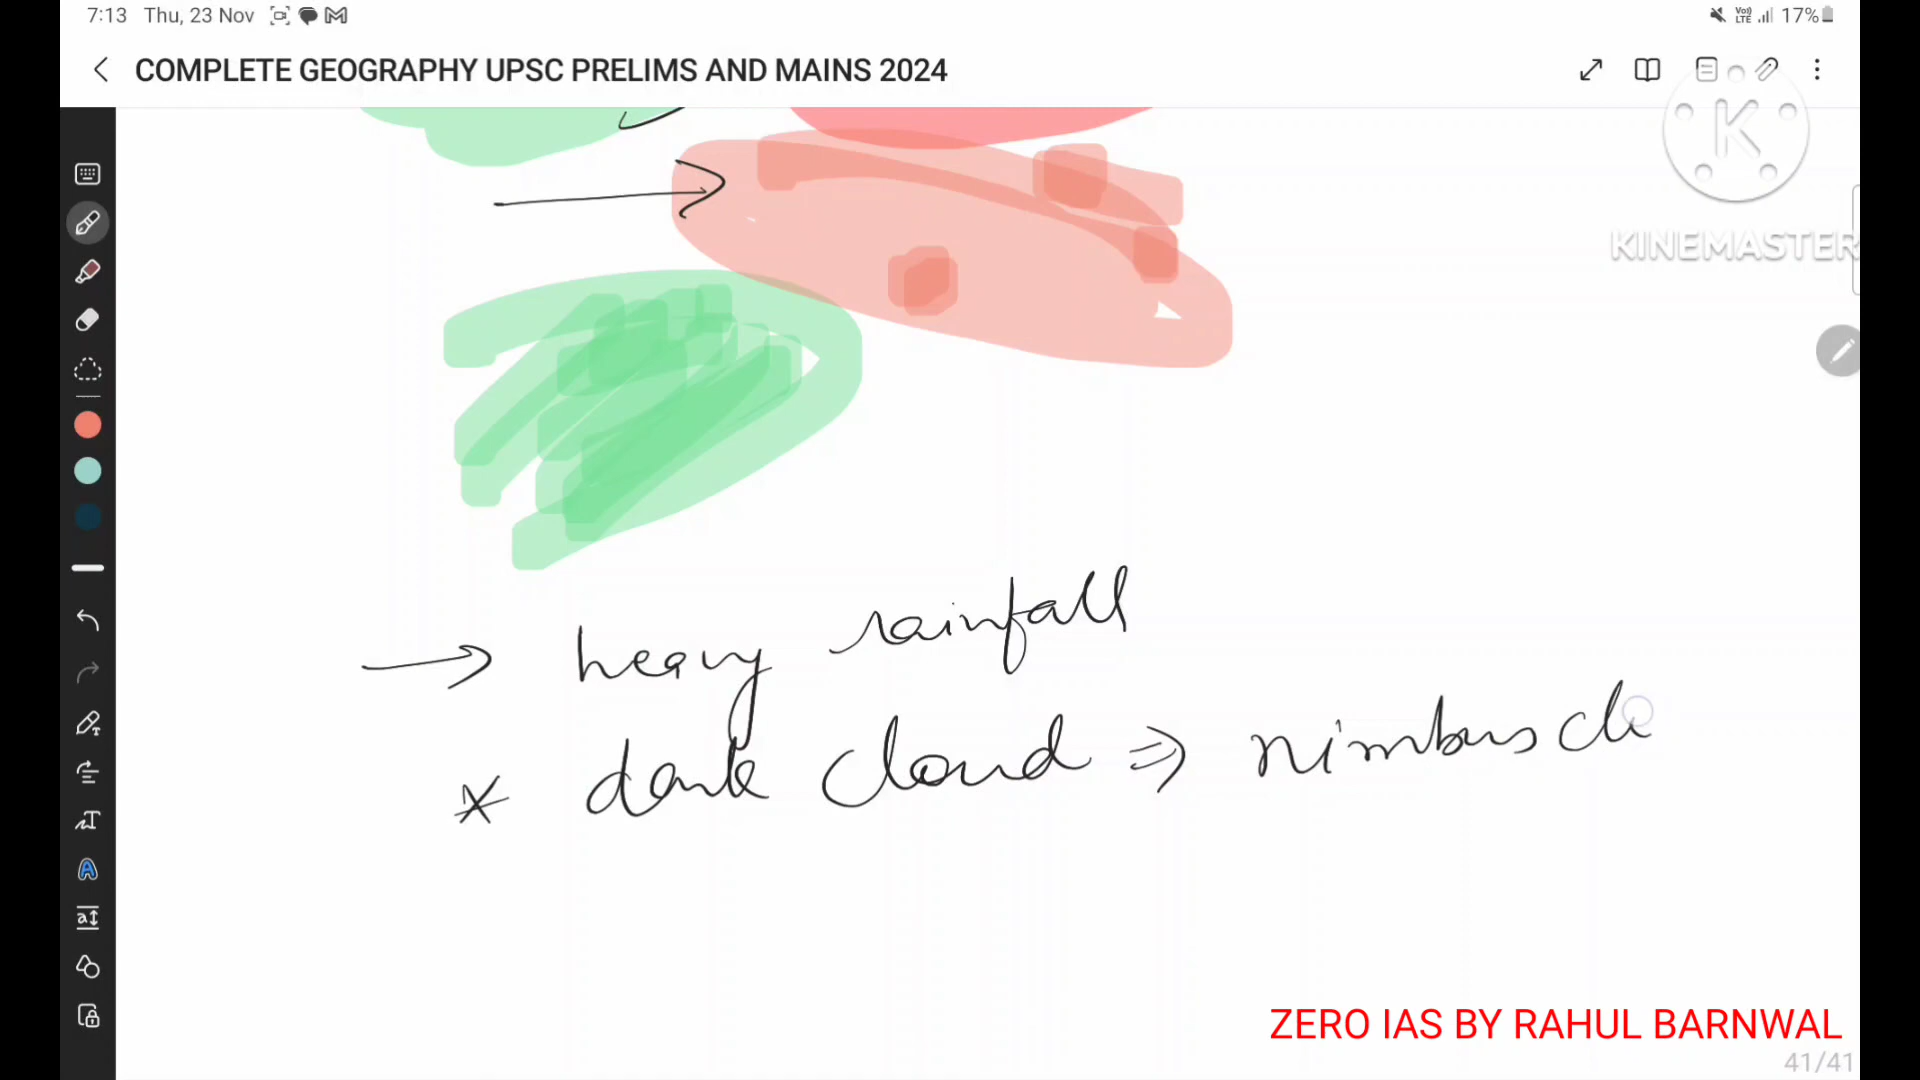 7:13 Thu, 23 Nov 17%
COMPLETE GEOGRAPHY UPSC PRELIMS AND MAINS 2024
K
KINEMASTER
→ heavy rainfall
* dark cloud ⇒ nimbus clo
ZERO IAS BY RAHUL BARNWAL
41/41